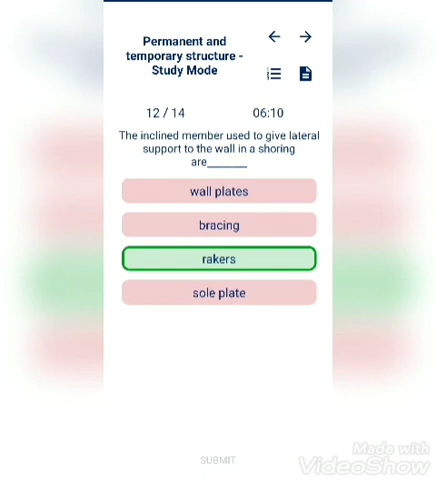 Permanent and
temporary structure -
Study Mode
12 / 14
06:10
The inclined member used to give lateral
support to the wall in a shoring
are_______
wall plates
bracing
rakers
sole plate
SUBMIT
Made with
VideoShow